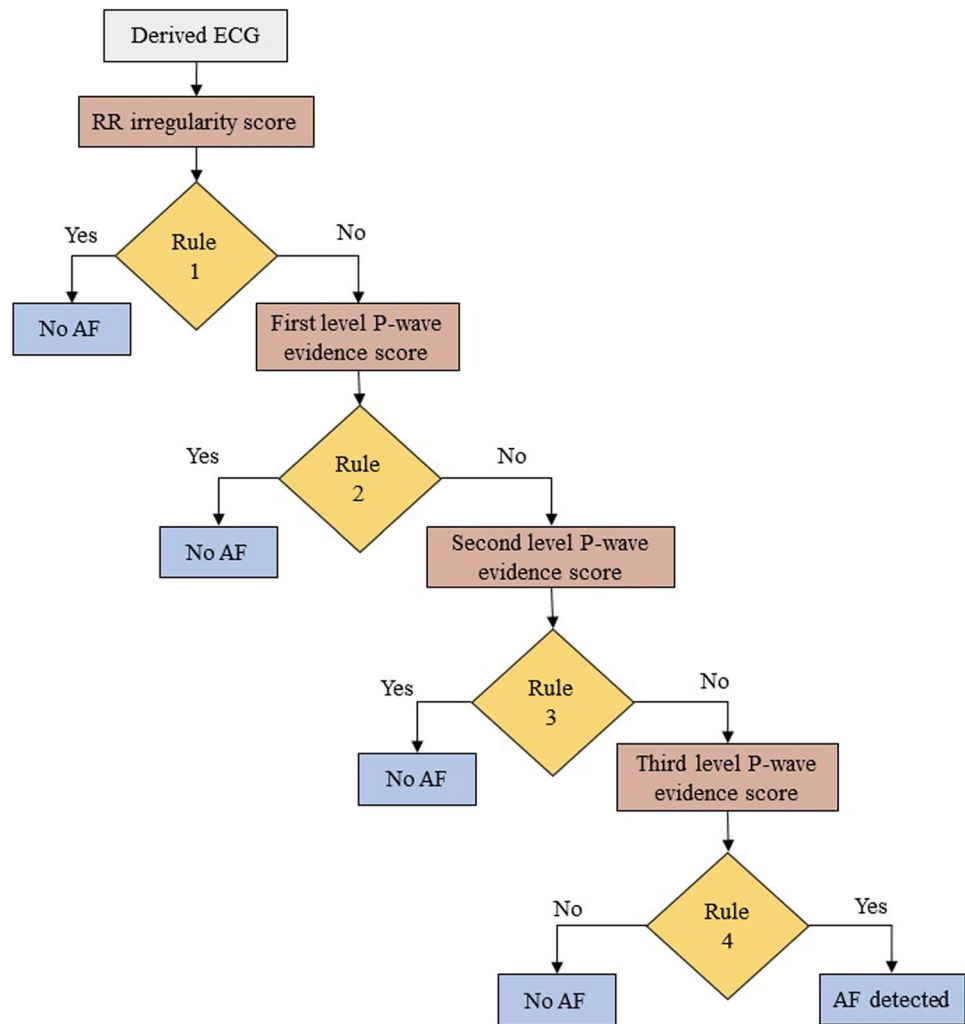 Derived ECG
RR irregularity score
Yes
Rule
1
No
No AF
First level P-wave
evidence score
Yes
Rule
2
No
No AF
Second level P-wave
evidence score
Yes
Rule
3
No
No AF
Third level P-wave
evidence score
No
Rule
4
Yes
No AF
AF detected